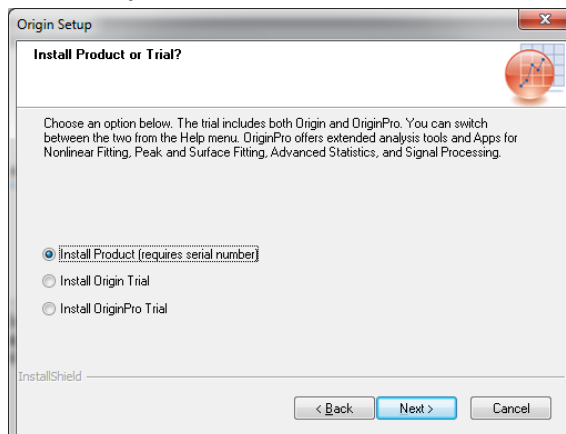 Origin Setup
Install Product or Trial?
Choose an option below. The trial includes both Origin and OriginPro. You can switch
between the two from the Help menu. OriginPro offers extended analysis tools and Apps for
Nonlinear Fitting, Peak and Surface Fitting, Advanced Statistics, and Signal Processing.
Install Product (requires serial number)
Install Origin Trial
Install OriginPro Trial
InstallShield
< Back Next > Cancel